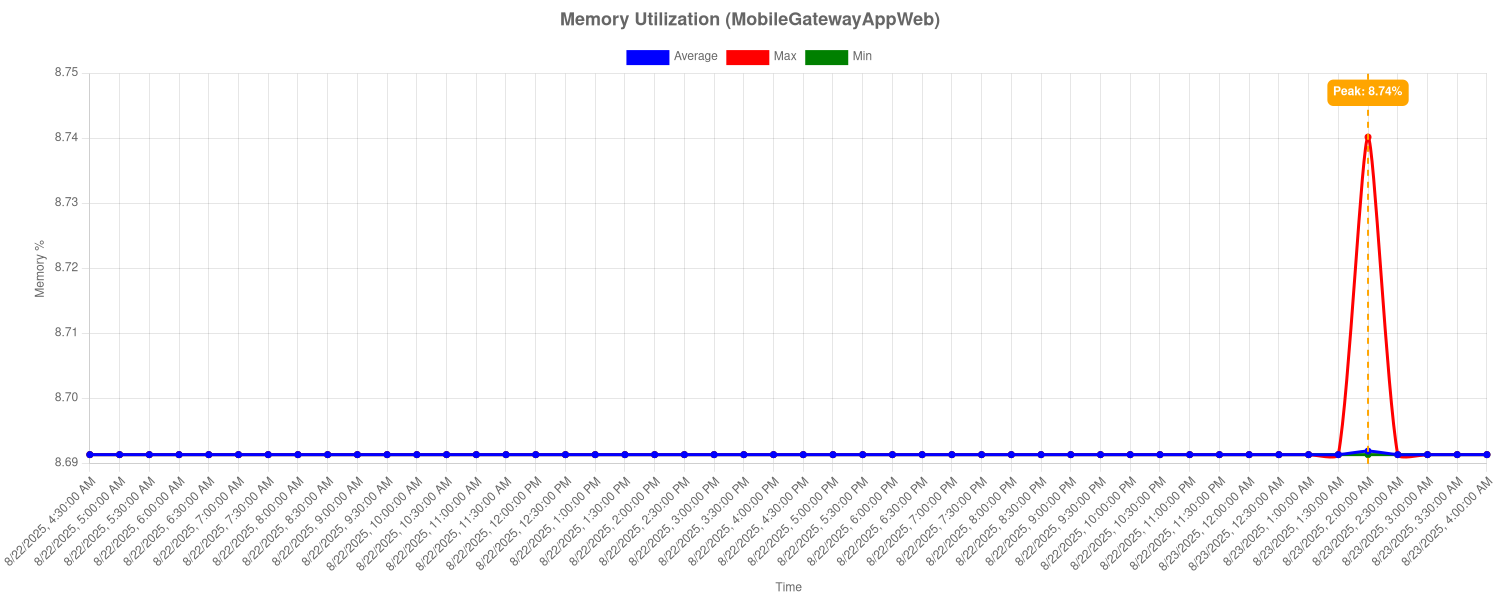 Memory Utilization (MobileGatewayAppWeb)
Average Max Min
Peak: 8.74%
8.75
8.74
8.73
8.72
8.71
8.70
8.69
Memory %
8/22/2025, 4:30:00 AM
8/22/2025, 5:00:00 AM
8/22/2025, 5:30:00 AM
8/22/2025, 6:00:00 AM
8/22/2025, 6:30:00 AM
8/22/2025, 7:00:00 AM
8/22/2025, 7:30:00 AM
8/22/2025, 8:00:00 AM
8/22/2025, 8:30:00 AM
8/22/2025, 9:00:00 AM
8/22/2025, 9:30:00 AM
8/22/2025, 10:00:00 AM
8/22/2025, 10:30:00 AM
8/22/2025, 11:00:00 AM
8/22/2025, 11:30:00 AM
8/22/2025, 12:00:00 PM
8/22/2025, 12:30:00 PM
8/22/2025, 1:00:00 PM
8/22/2025, 1:30:00 PM
8/22/2025, 2:00:00 PM
8/22/2025, 2:30:00 PM
8/22/2025, 3:00:00 PM
8/22/2025, 3:30:00 PM
8/22/2025, 4:00:00 PM
8/22/2025, 4:30:00 PM
8/22/2025, 5:00:00 PM
8/22/2025, 5:30:00 PM
8/22/2025, 6:00:00 PM
8/22/2025, 6:30:00 PM
8/22/2025, 7:00:00 PM
8/22/2025, 7:30:00 PM
8/22/2025, 8:00:00 PM
8/22/2025, 8:30:00 PM
8/22/2025, 9:00:00 PM
8/22/2025, 9:30:00 PM
8/22/2025, 10:00:00 PM
8/22/2025, 10:30:00 PM
8/22/2025, 11:00:00 PM
8/22/2025, 11:30:00 PM
8/23/2025, 12:00:00 AM
8/23/2025, 12:30:00 AM
8/23/2025, 1:00:00 AM
8/23/2025, 1:30:00 AM
8/23/2025, 2:00:00 AM
8/23/2025, 2:30:00 AM
8/23/2025, 3:00:00 AM
8/23/2025, 3:30:00 AM
8/23/2025, 4:00:00 AM
Time